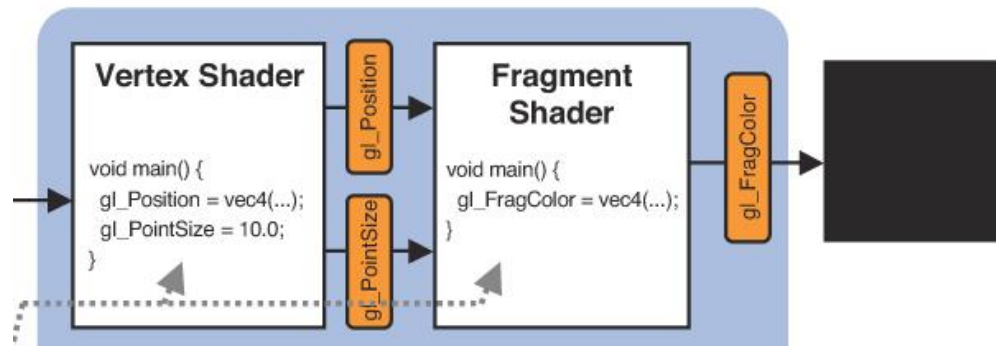 Vertex Shader
void main() {
gl_Position = vec4(...);
gl_PointSize = 10.0;
}
gl_Position
gl_PointSize
Fragment
Shader
void main() {
gl_FragColor = vec4(...);
}
gl_FragColor